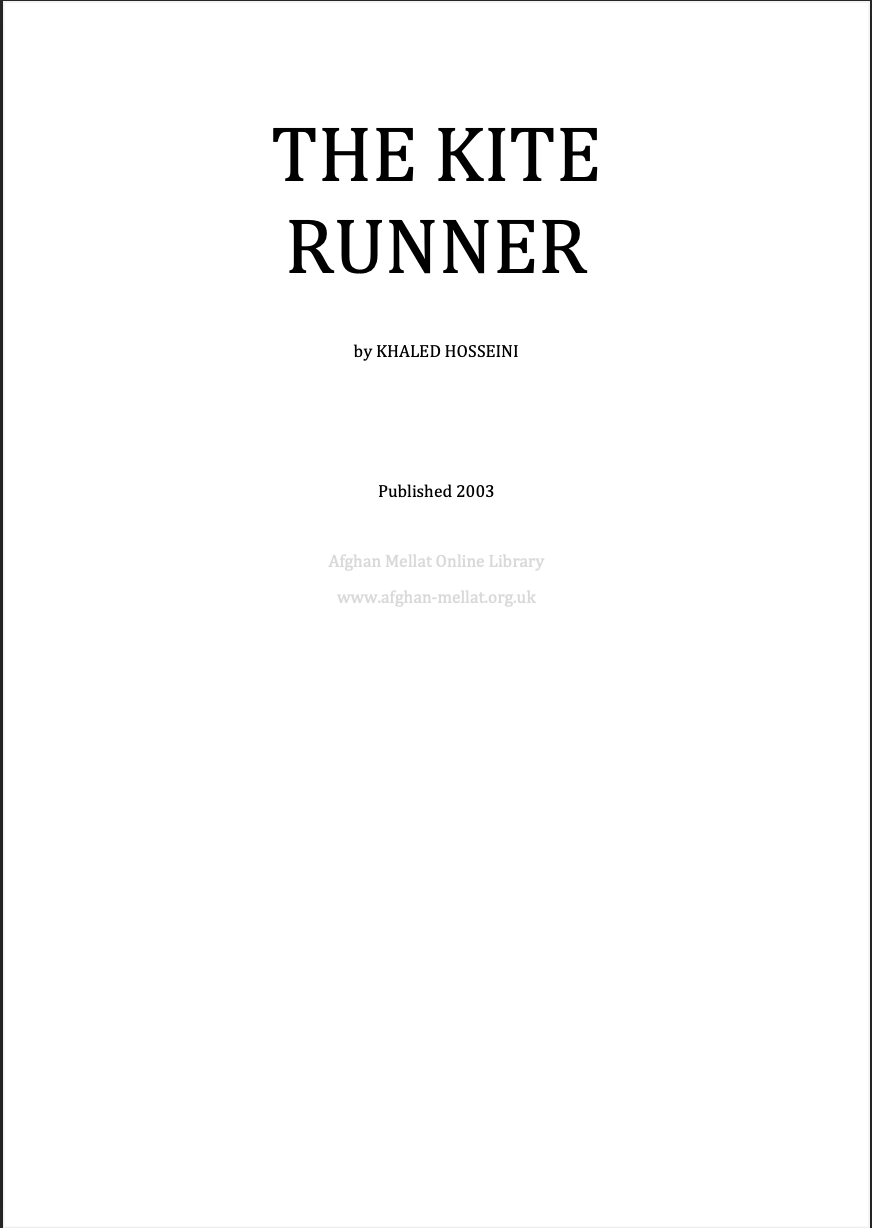 THE KITE
RUNNER
by KHALED HOSSEINI
Published 2003
Afghan Mellat Online Library
www.afghan-mellat.org.uk